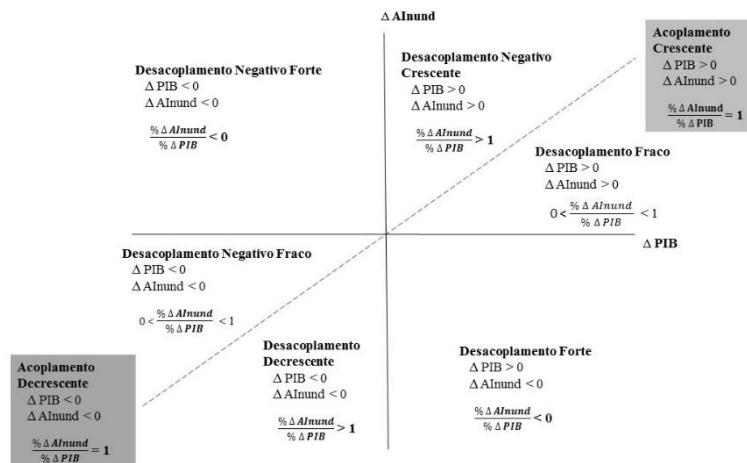 Δ AInund
Acoplamento
Crescente
Δ PIB > 0
Δ AInund > 0
% Δ AInund
% Δ PIB
= 1
Desacoplamento Negativo Forte
Δ PIB < 0
Δ AInund < 0
% Δ AInund
% Δ PIB
< 0
Desacoplamento Negativo
Crescente
Δ PIB > 0
Δ AInund > 0
% Δ AInund
% Δ PIB
> 1
Desacoplamento Fraco
Δ PIB > 0
Δ AInund > 0
0 < % Δ AInund
% Δ PIB
< 1
Δ PIB
Desacoplamento Negativo Fraco
Δ PIB < 0
Δ AInund < 0
0 < % Δ AInund
% Δ PIB
< 1
Acoplamento
Decrescente
Δ PIB < 0
Δ AInund < 0
% Δ AInund
% Δ PIB
= 1
Desacoplamento
Decrescente
Δ PIB < 0
Δ AInund < 0
% Δ AInund
% Δ PIB
> 1
Desacoplamento Forte
Δ PIB > 0
Δ AInund < 0
% Δ AInund
% Δ PIB
< 0